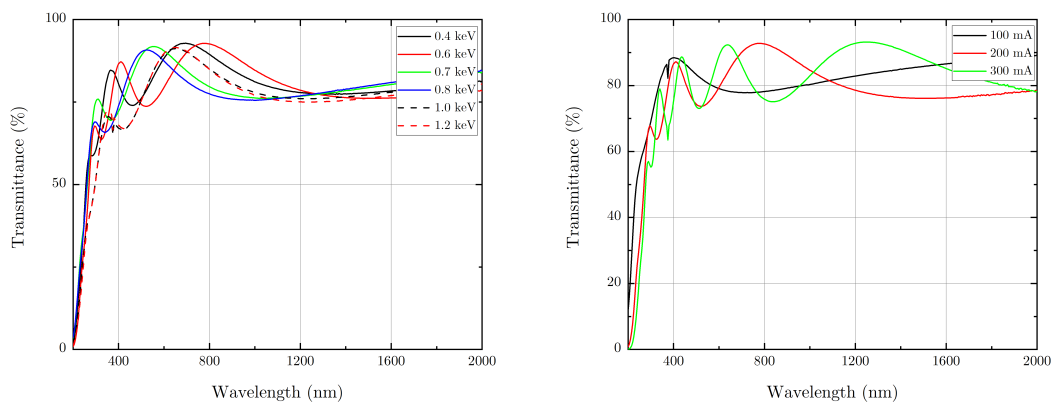 100
50
0
400
800
1200
1600
2000
Transmittance (%)
Wavelength (nm)
0.4 keV
0.6 keV
0.7 keV
0.8 keV
1.0 keV
1.2 keV
100
80
60
40
20
0
400
800
1200
1600
2000
Transmittance (%)
Wavelength (nm)
100 mA
200 mA
300 mA